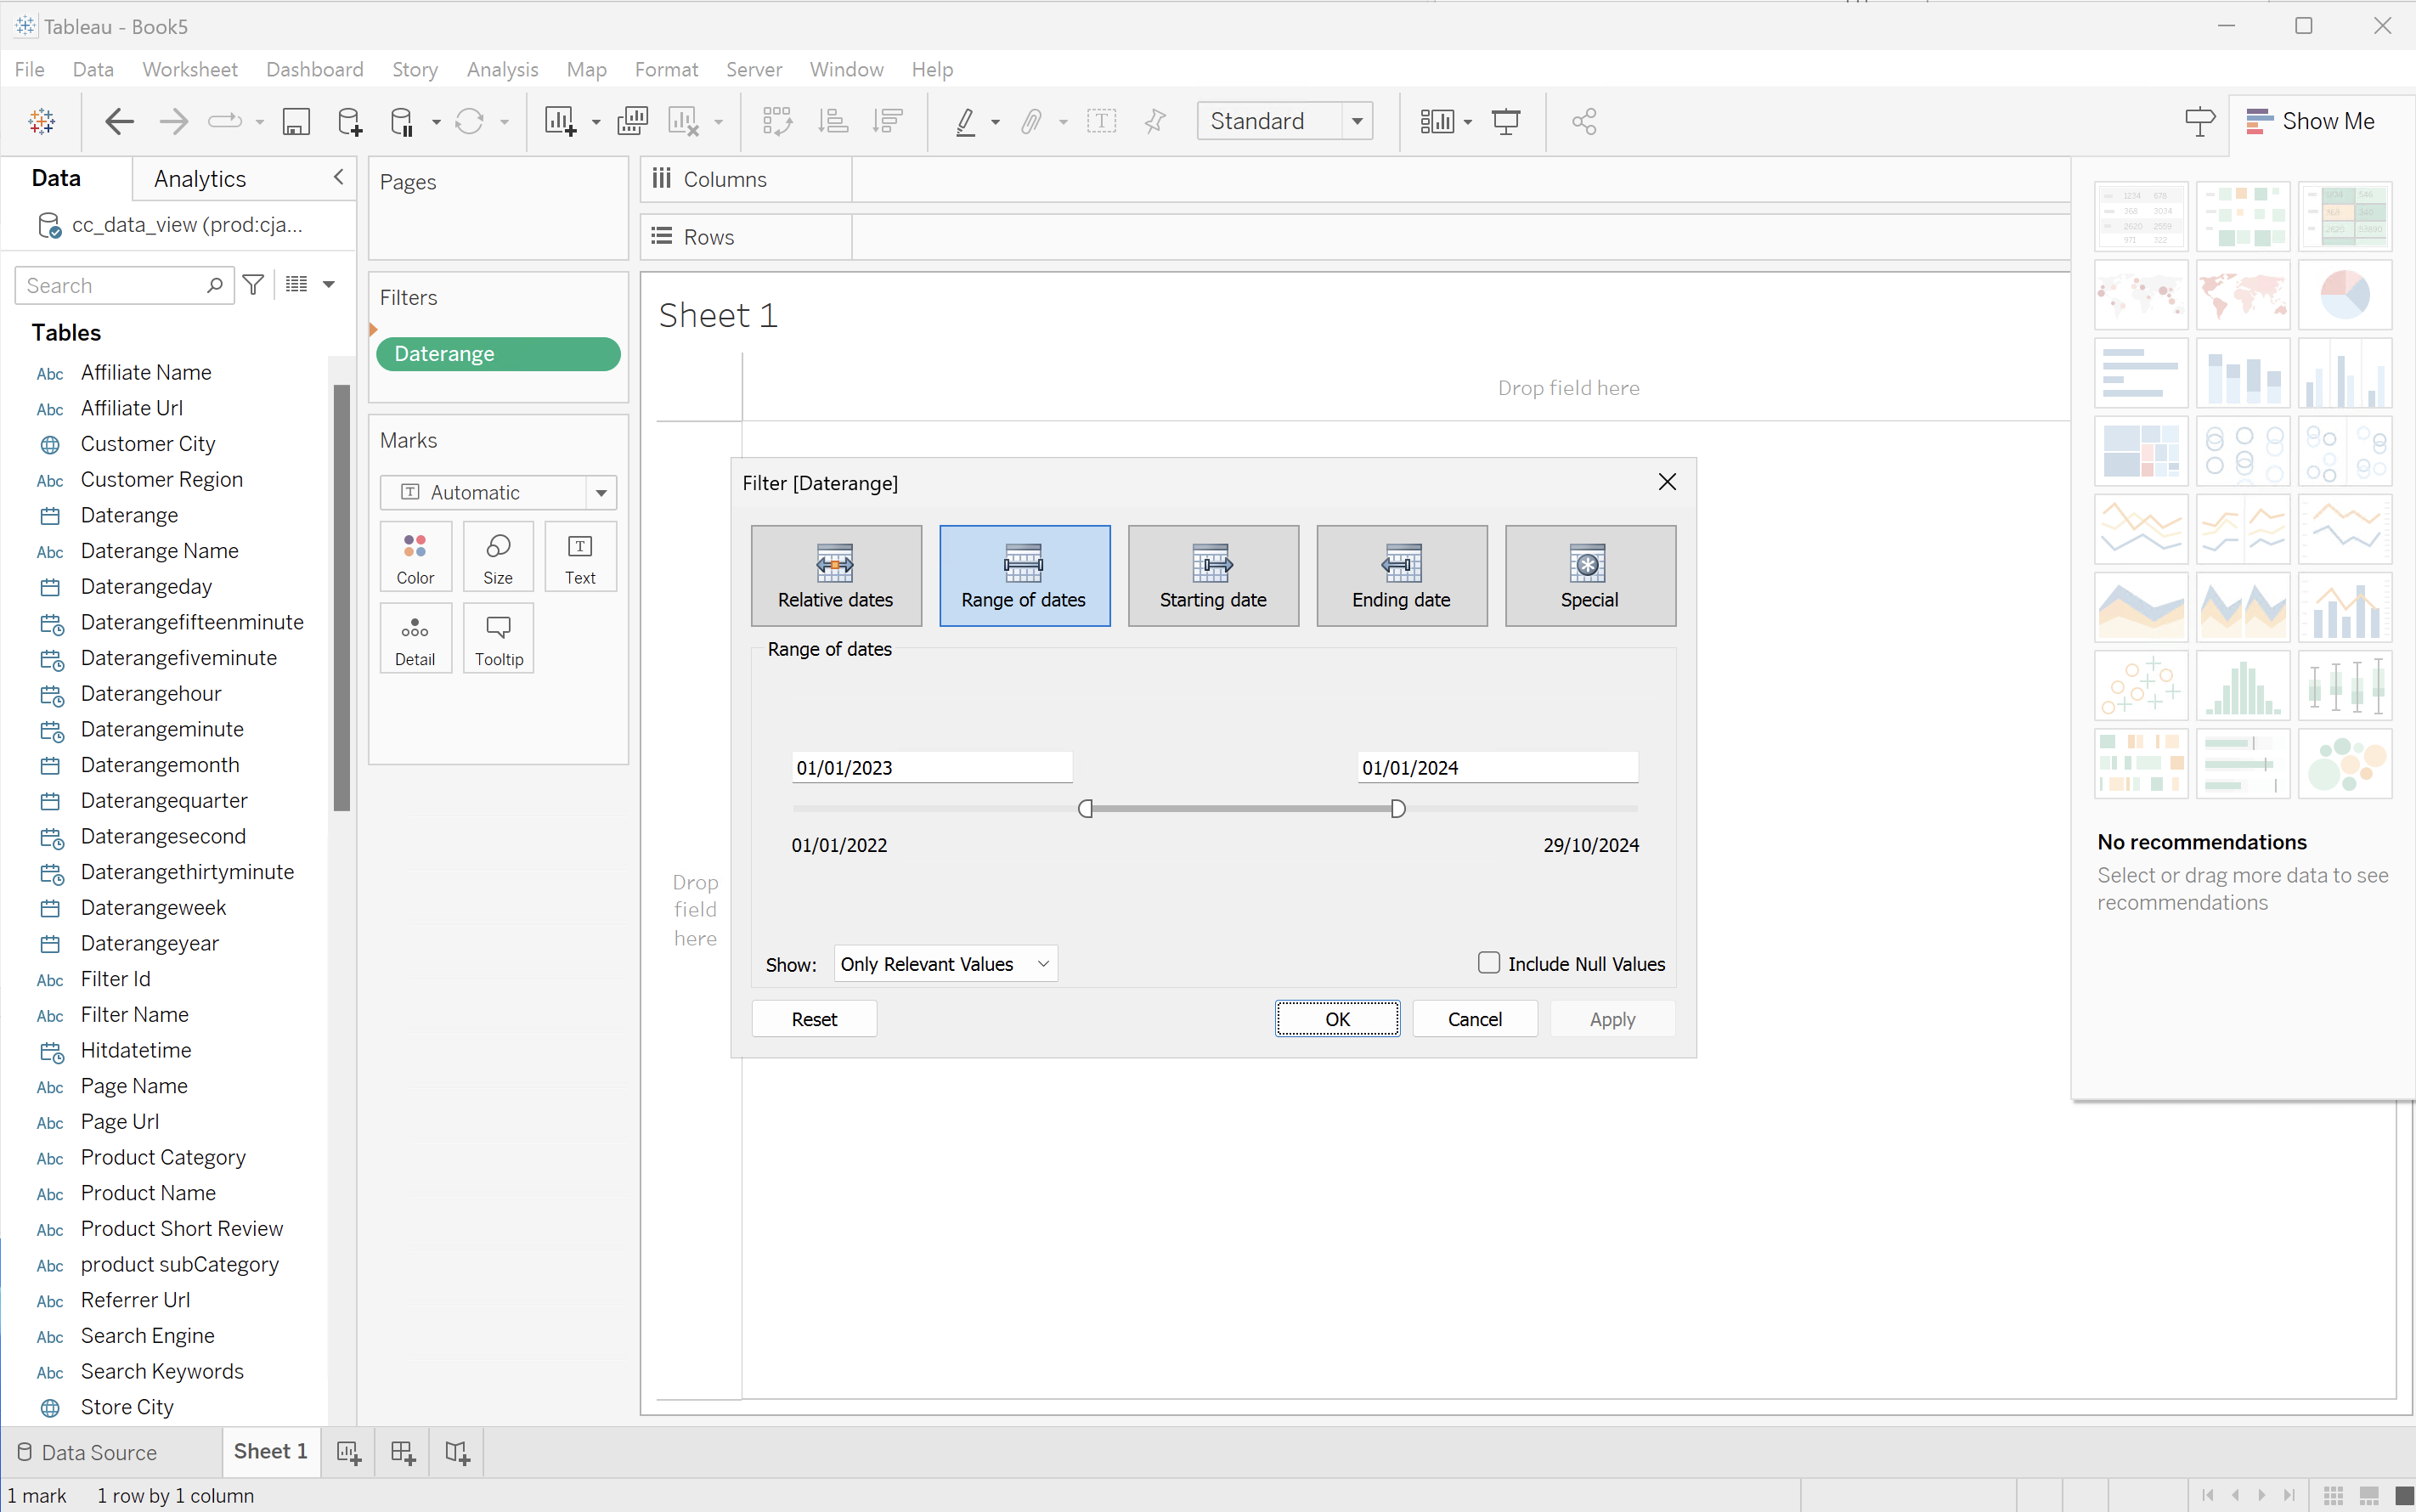 Tableau - Book5
File Data Worksheet Dashboard Story Analysis Map Format Server Window Help
Standard
Show Me
Data
Analytics
cc_data_view (prod:cja...
Search
Tables
Abc Affiliate Name
Abc Affiliate Url
Customer City
Abc Customer Region
Daterange
Abc Daterange Name
Daterangeday
Daterangefifteenminute
Daterangefiveminute
Daterangehour
Daterangeminute
Daterangemonth
Daterangequarter
Daterangesecond
Daterangethirtyminute
Daterangeweek
Daterangeyear
Abc Filter Id
Abc Filter Name
Hitdatetime
Abc Page Name
Abc Page Url
Abc Product Category
Abc Product Name
Abc Product Short Review
Abc product subCategory
Abc Referrer Url
Abc Search Engine
Abc Search Keywords
Store City
Pages
Filters
Daterange
Marks
Automatic
Color
Size
Text
Detail
Tooltip
Columns
Rows
Sheet 1
Drop field here
Drop
field
here
Filter [Daterange]
Relative dates
Range of dates
Starting date
Ending date
Special
Range of dates
01/01/2023
01/01/2024
01/01/2022
29/10/2024
Show:
Only Relevant Values
Include Null Values
Reset
OK
Cancel
Apply
No recommendations
Select or drag more data to see
recommendations
Data Source
Sheet 1
1 mark
1 row by 1 column